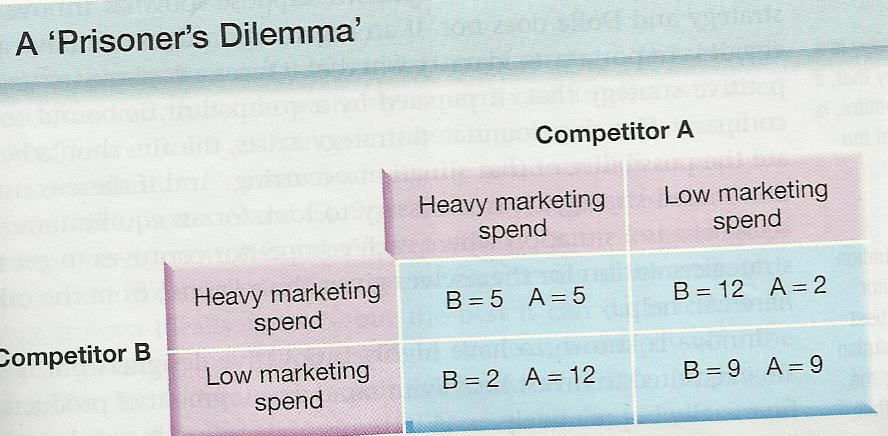 A 'Prisoner's Dilemma'
Competitor A
Heavy marketing
spend
Low marketing
spend
Heavy marketing
spend
B = 5 A = 5
B = 12 A = 2
Competitor B
Low marketing
spend
B = 2 A = 12
B = 9 A = 9